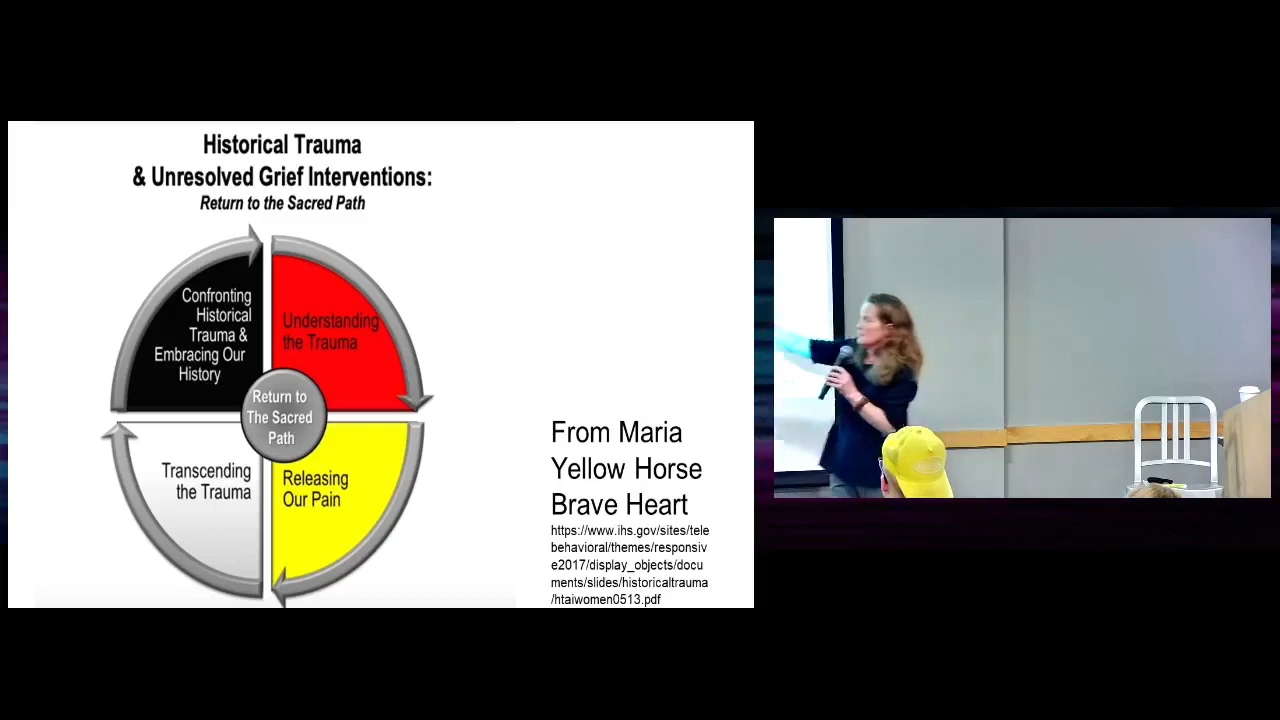 Historical Trauma
& Unresolved Grief Interventions:
Return to the Sacred Path
Confronting
Historical
Trauma &
Embracing Our
History
Understanding
the Trauma
Return to
The Sacred
Path
Transcending
the Trauma
Releasing
Our Pain
From Maria
Yellow Horse
Brave Heart
https://www.ihs.gov/sites/tele
behavioral/themes/responsiv
e2017/display_objects/docu
ments/slides/historicaltrauma
/htaiwomen0513.pdf